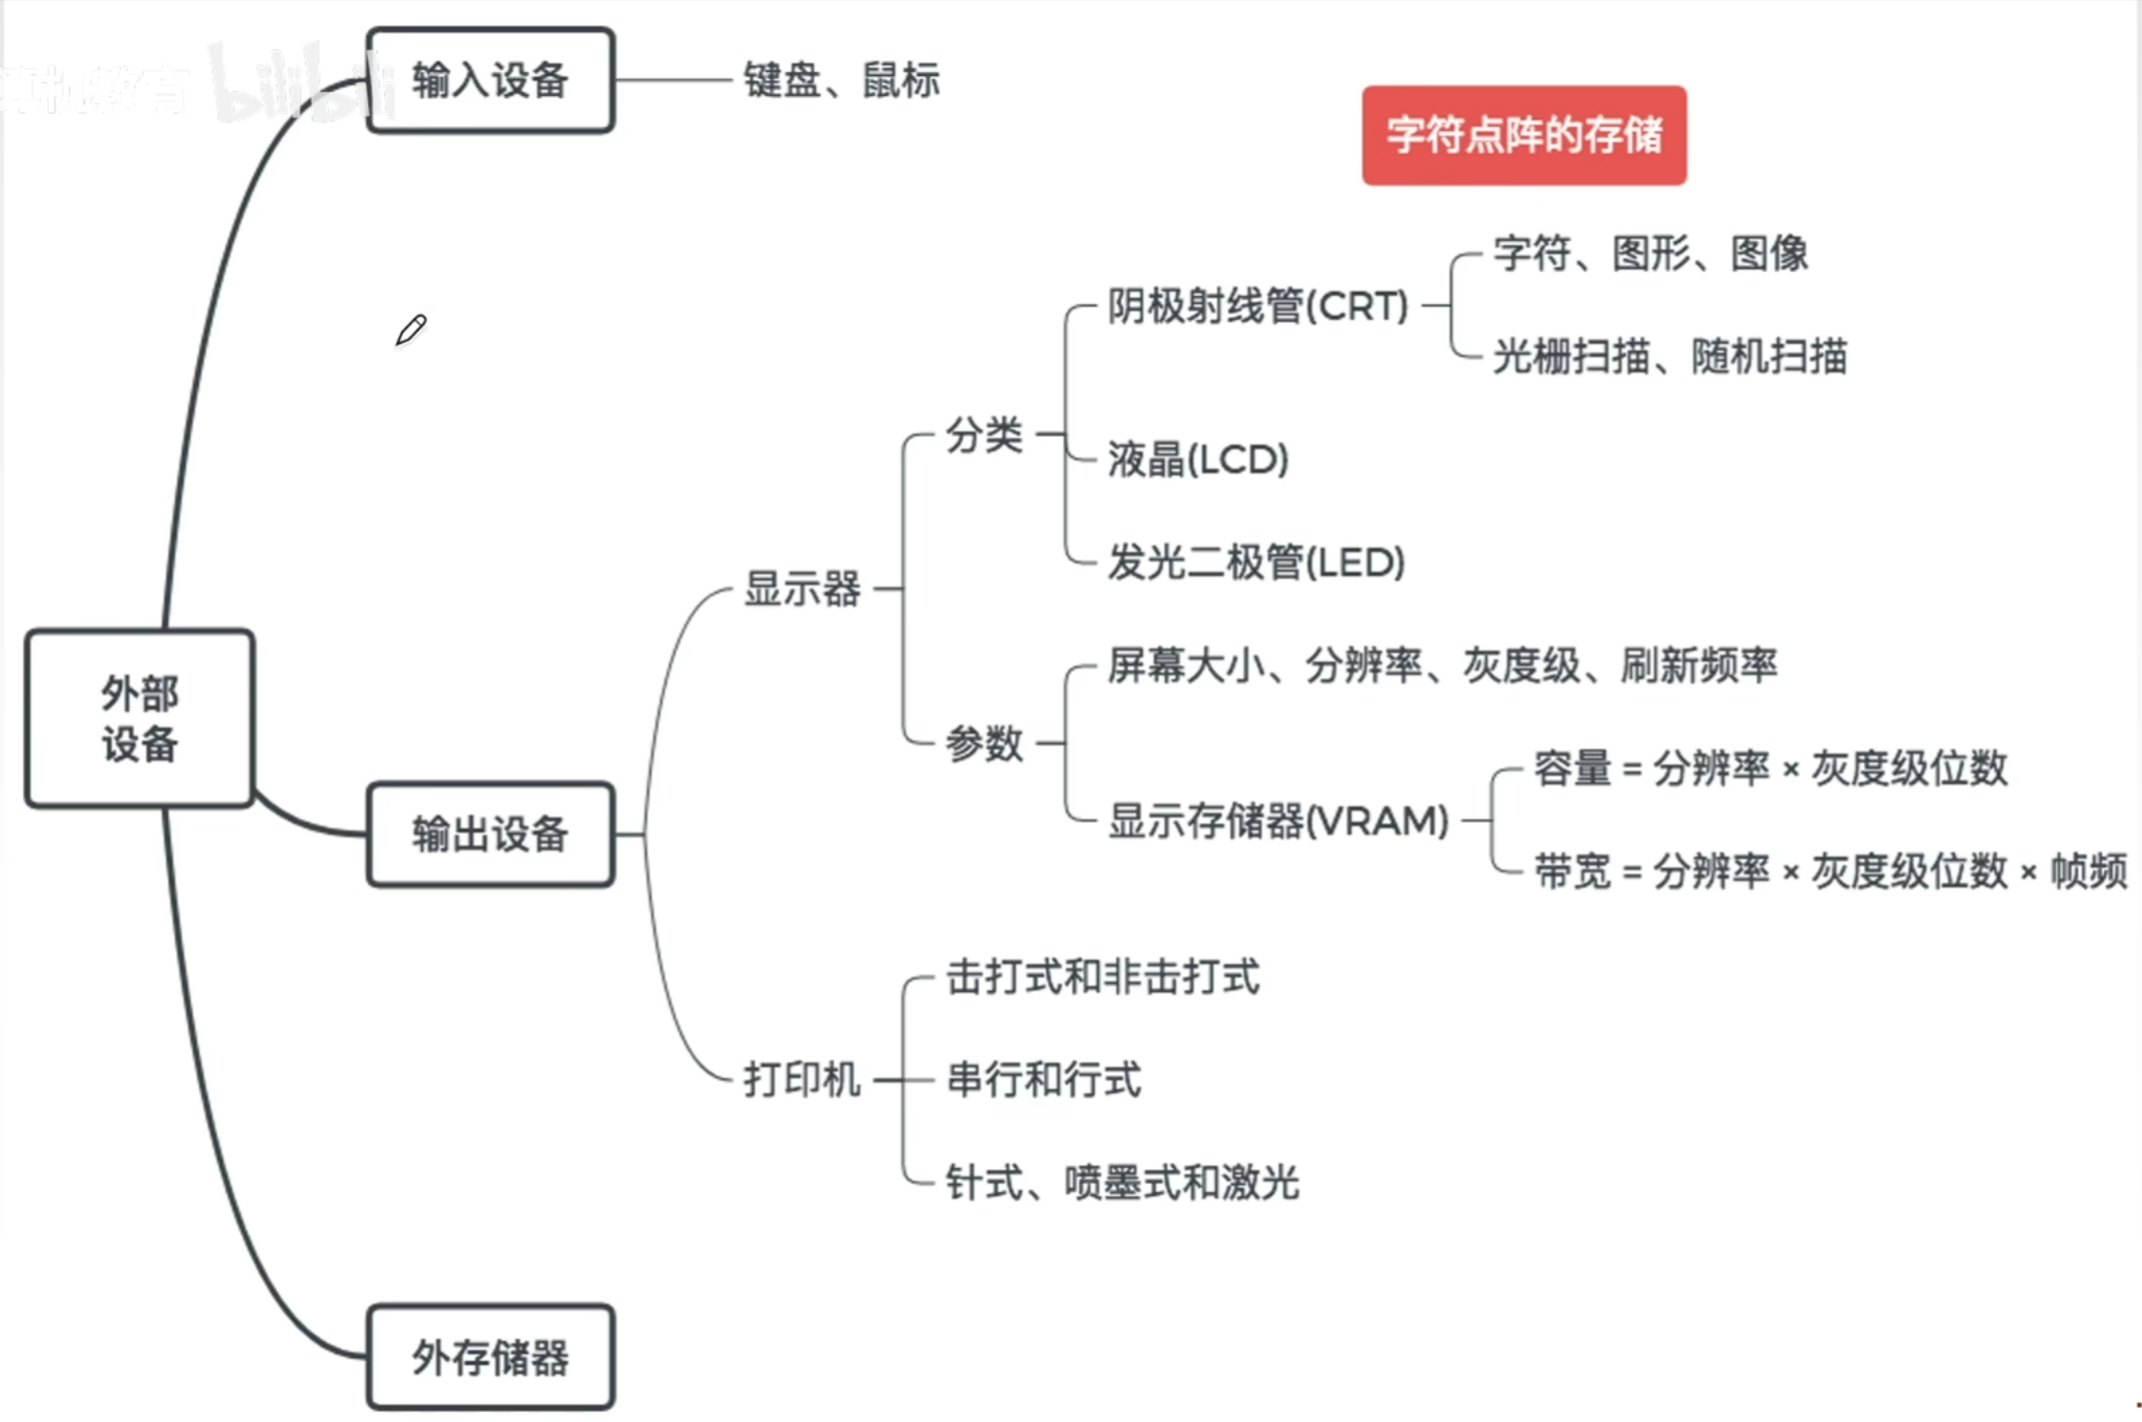 算机教育 bilibili
输入设备
键盘、鼠标
字符点阵的存储
字符、图形、图像
阴极射线管(CRT)
光栅扫描、随机扫描
分类
液晶(LCD)
发光二极管(LED)
显示器
屏幕大小、分辨率、灰度级、刷新频率
外部
设备
参数
容量 = 分辨率 × 灰度级位数
显示存储器(VRAM)
输出设备
带宽 = 分辨率 × 灰度级位数 × 帧频
击打式和非击打式
打印机
串行和行式
针式、喷墨式和激光
外存储器